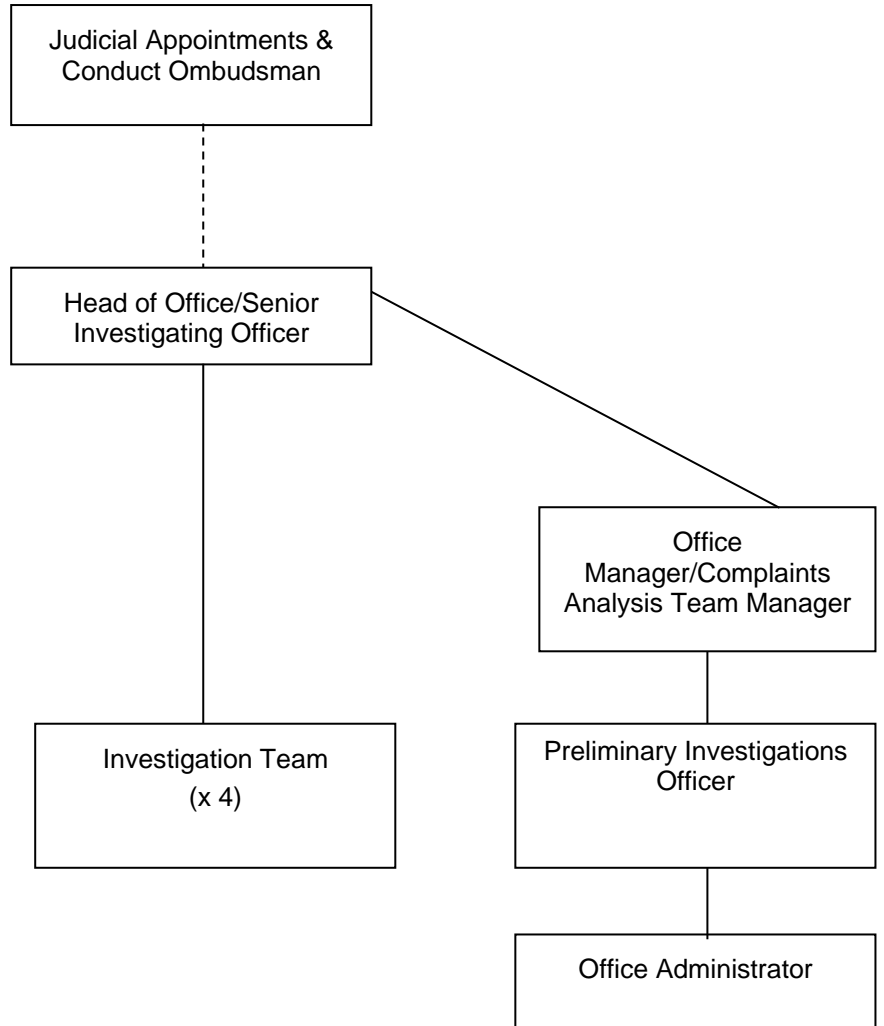 Judicial Appointments &
Conduct Ombudsman
Head of Office/Senior
Investigating Officer
Office
Manager/Complaints
Analysis Team Manager
Investigation Team
(x 4)
Preliminary Investigations
Officer
Office Administrator